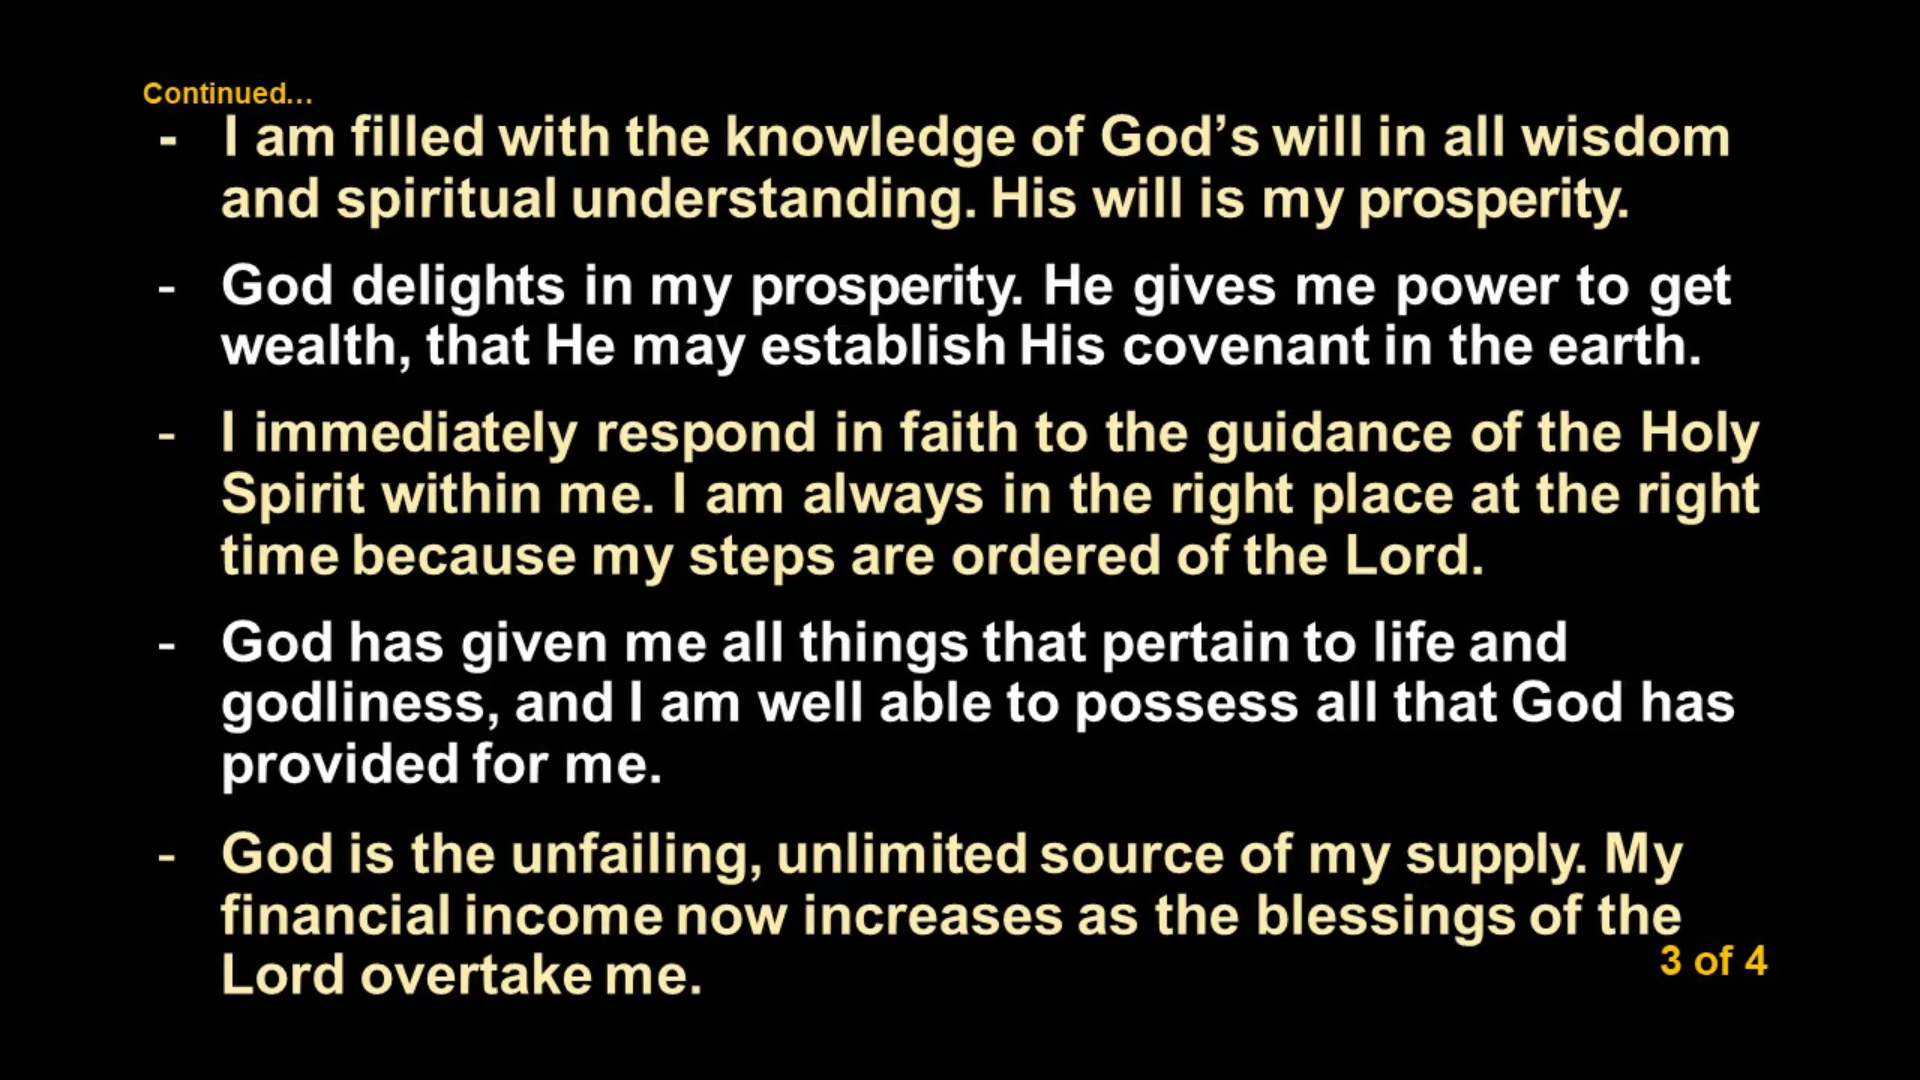 Continued...
- I am filled with the knowledge of God’s will in all wisdom
and spiritual understanding. His will is my prosperity.
- God delights in my prosperity. He gives me power to get
wealth, that He may establish His covenant in the earth.
- I immediately respond in faith to the guidance of the Holy
Spirit within me. I am always in the right place at the right
time because my steps are ordered of the Lord.
- God has given me all things that pertain to life and
godliness, and I am well able to possess all that God has
provided for me.
- God is the unfailing, unlimited source of my supply. My
financial income now increases as the blessings of the
Lord overtake me.
3 of 4